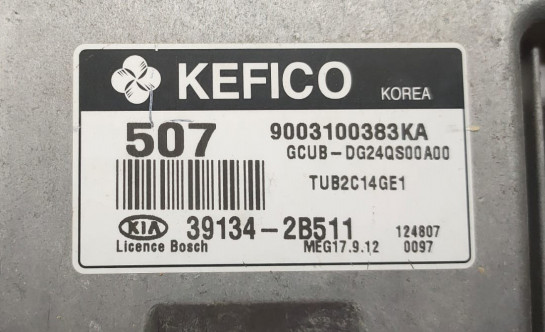 KEFICO KOREA
507 9003100383KA
GCUB-DG24QS00A00
TUB2C14GE1
KIA 39134-2B511 124807
Licence Bosch MEG17.9.12 0097